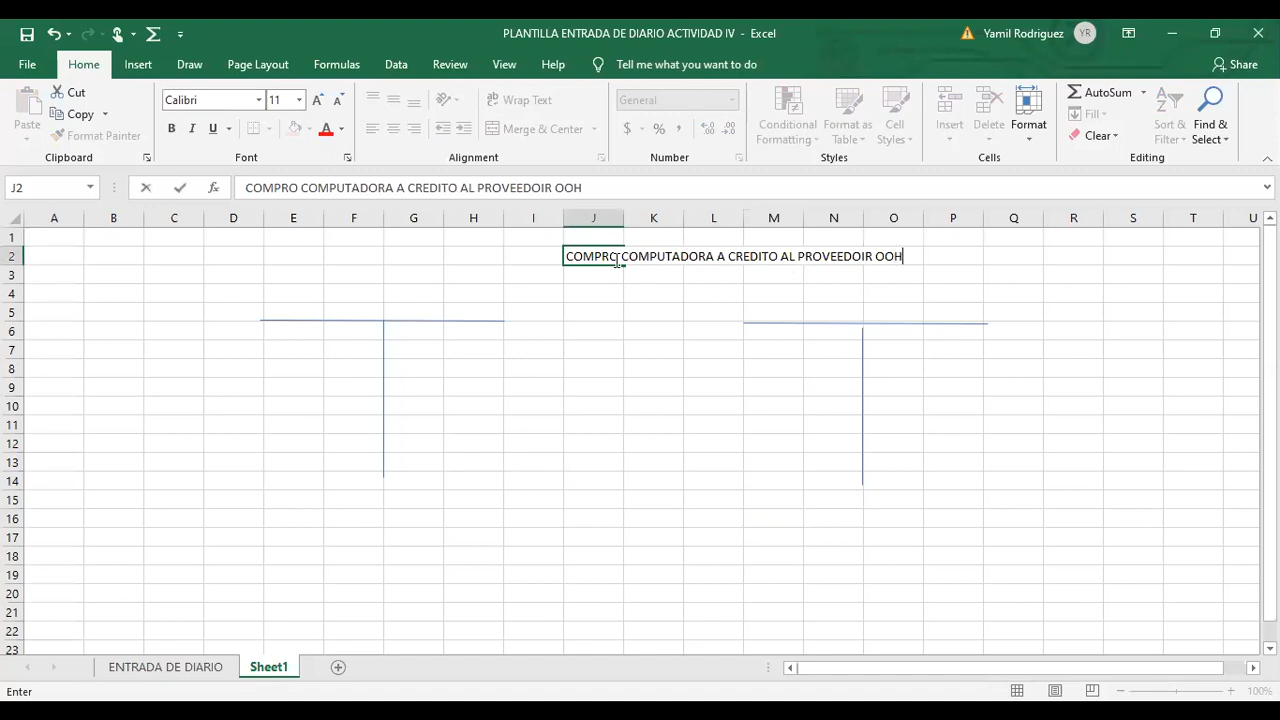 PLANTILLA ENTRADA DE DIARIO ACTIVIDAD IV - Excel
Yamil Rodriguez YR
File Home Insert Draw Page Layout Formulas Data Review View Help Tell me what you want to do Share
Paste Cut Copy Format Painter Clipboard
Calibri 11 B I U A Font
Wrap Text Merge & Center Alignment
General $ % Number
Conditional Formatting Format as Table Cell Styles Styles
Insert Delete Format Cells
AutoSum Fill Clear Sort & Filter Find & Select Editing
J2 fx COMPRO COMPUTADORA A CREDITO AL PROVEEDOIR OOH
A B C D E F G H I J K L M N O P Q R S T U
1
2 COMPRO COMPUTADORA A CREDITO AL PROVEEDOIR OOH
3
4
5
6
7
8
9
10
11
12
13
14
15
16
17
18
19
20
21
22
23
ENTRADA DE DIARIO Sheet1
Enter 100%